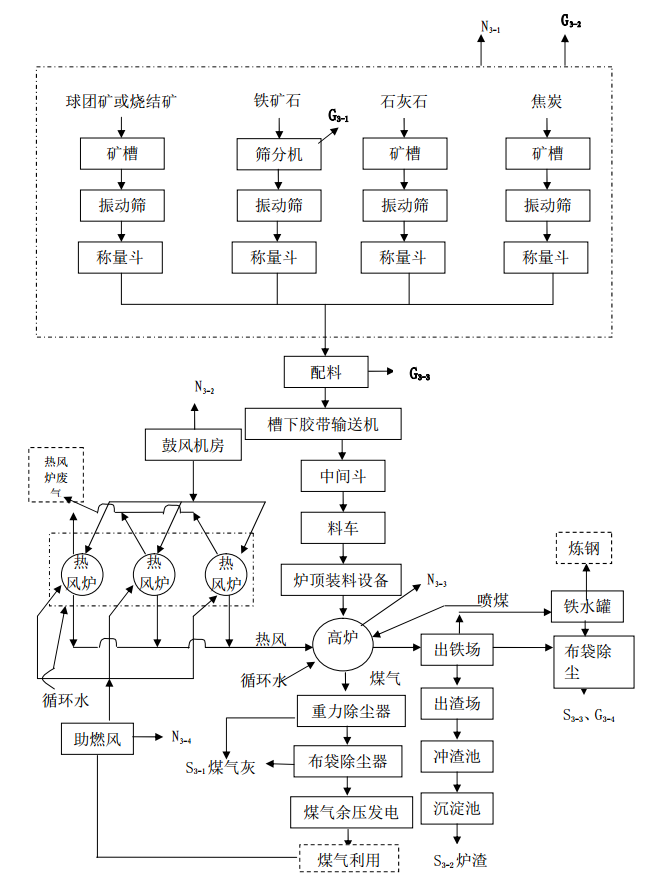 N3-1
G3-2
球团矿或烧结矿
铁矿石
石灰石
焦炭
G3-1
矿槽
筛分机
矿槽
矿槽
振动筛
振动筛
振动筛
振动筛
称量斗
称量斗
称量斗
称量斗
配料
G3-3
N3-2
槽下胶带输送机
鼓风机房
热风
炉废
气
中间斗
料车
炼钢
热
风炉
热
风炉
热
风炉
炉顶装料设备
N3-3
喷煤
铁水罐
热风
高炉
出铁场
布袋除
尘
循环水
煤气
循环水
重力除尘器
出渣场
S3-3、G3-4
助燃风
N3-4
S3-1煤气灰
布袋除尘器
冲渣池
煤气余压发电
沉淀池
煤气利用
S3-2炉渣